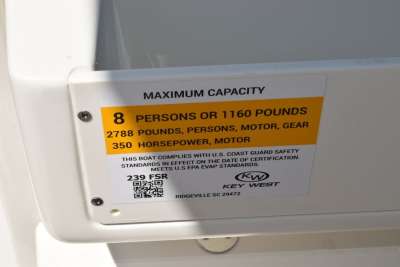 MAXIMUM CAPACITY
8 PERSONS OR 1160 POUNDS
2788 POUNDS, PERSONS, MOTOR, GEAR
350 HORSEPOWER, MOTOR
THIS BOAT COMPLIES WITH U.S. COAST GUARD SAFETY
STANDARDS IN EFFECT ON THE DATE OF CERTIFICATION.
MEETS U.S EPA EVAP STANDARDS.
239 FSR
KW
KEY WEST
RIDGEVILLE SC 29472